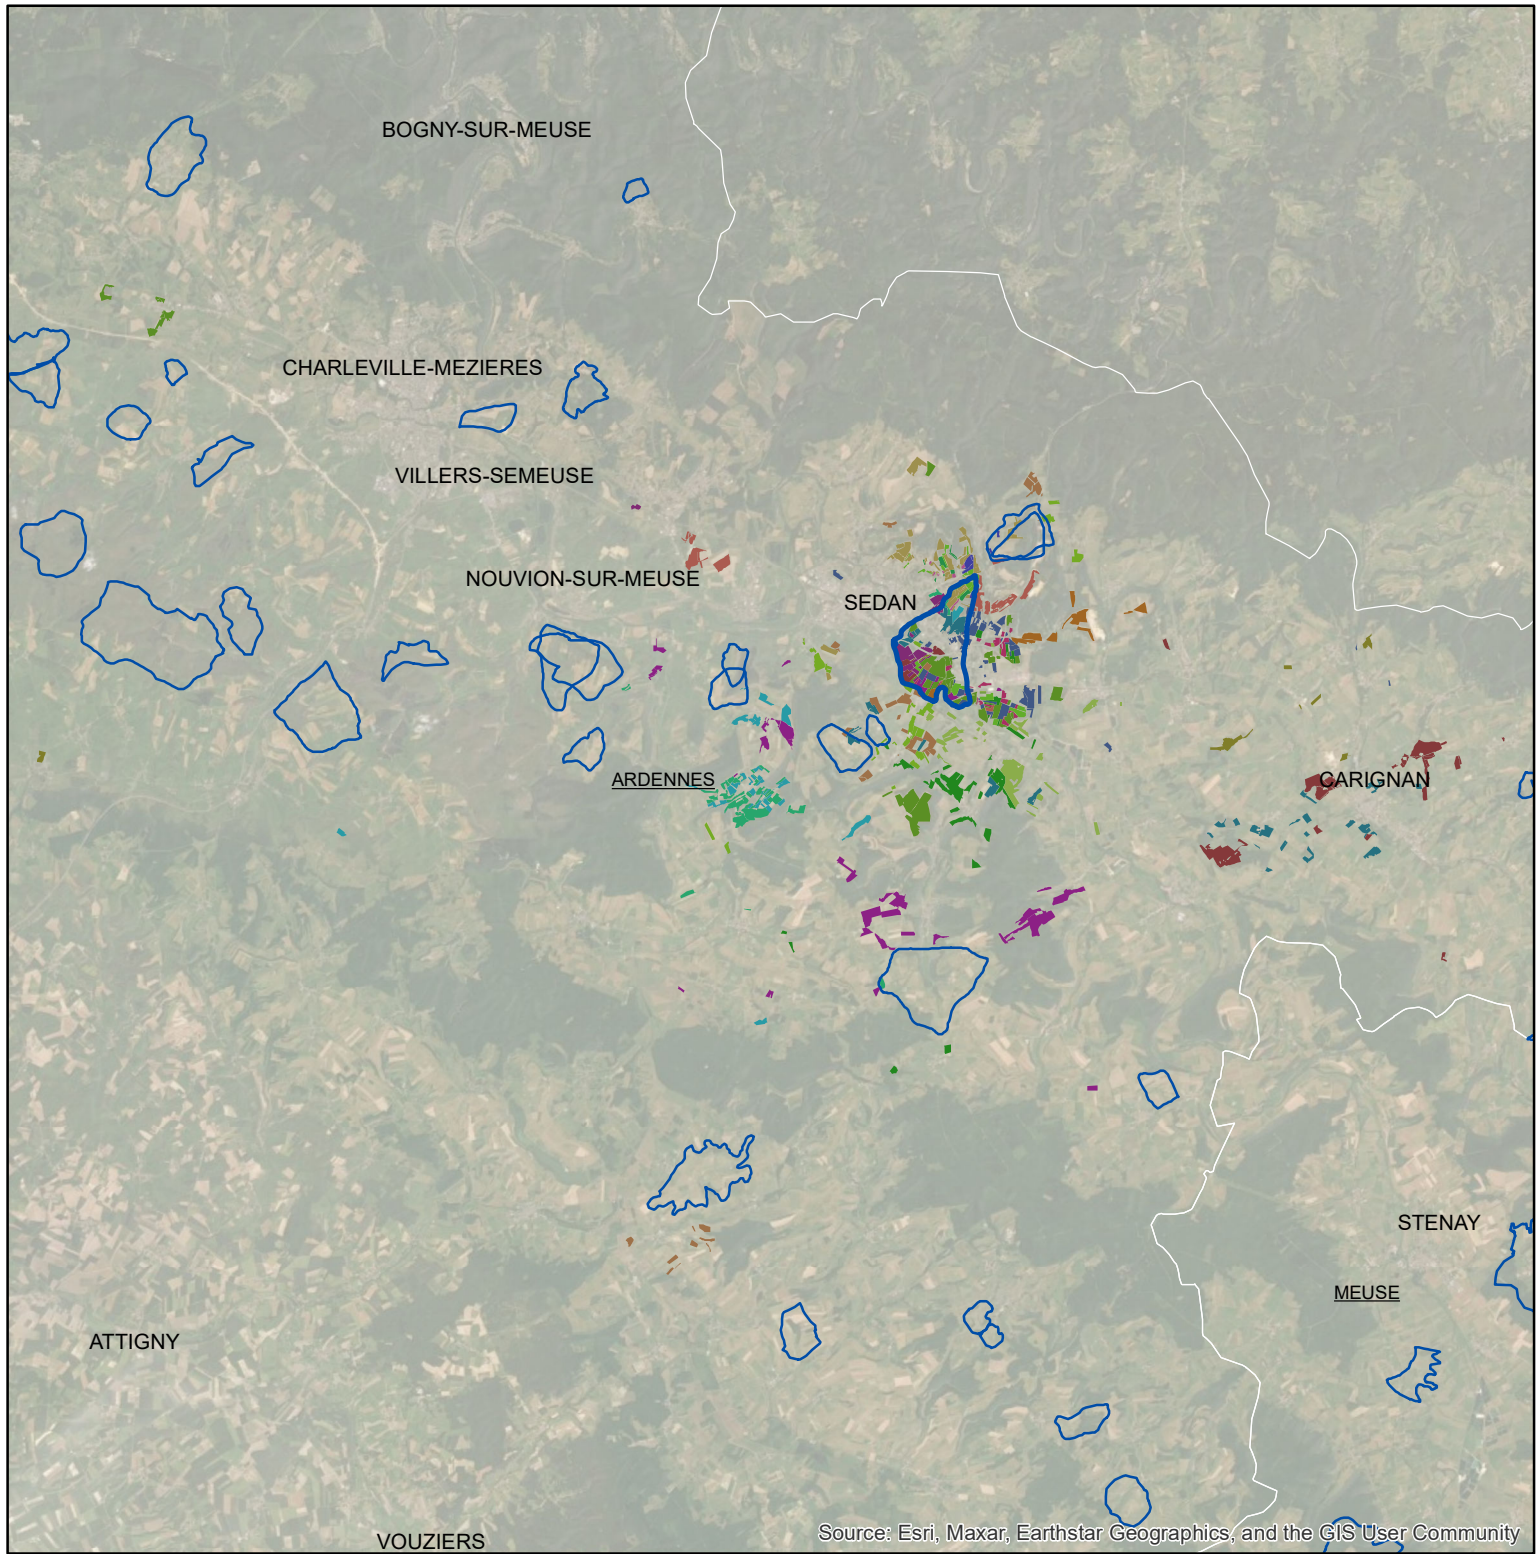 BOGNY-SUR-MEUSE
CHARLEVILLE-MEZIERES
VILLERS-SEMEUSE
NOUVION-SUR-MEUSE
SEDAN
ARDENNES
CARIGNAN
STENAY
MEUSE
ATTIGNY
VOUZIERS
Source: Esri, Maxar, Earthstar Geographics, and the GIS User Community